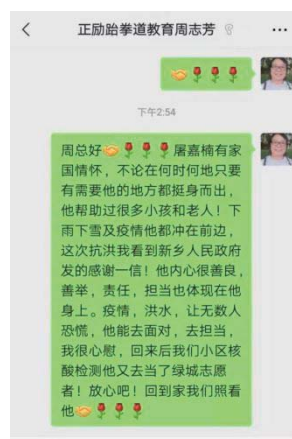 正励跆拳道教育周志芳
下午2:54
周总好🤝🌹🌹🌹屠嘉楠有家
国情怀，不论在何时何地只要
有需要他的地方都挺身而出，
他帮助过很多小孩和老人！下
雨下雪及疫情他都冲在前边，
这次抗洪我看到新乡人民政府
发的感谢一信！他内心很善良，
善举，责任，担当也体现在他
身上。疫情，洪水，让无数人
恐慌，他能去面对，去担当，
我很心慰，回来后我们小区核
酸检测他又去当了绿城志愿
者！放心吧！回到家我们照看
他🤝🌹🌹🌹